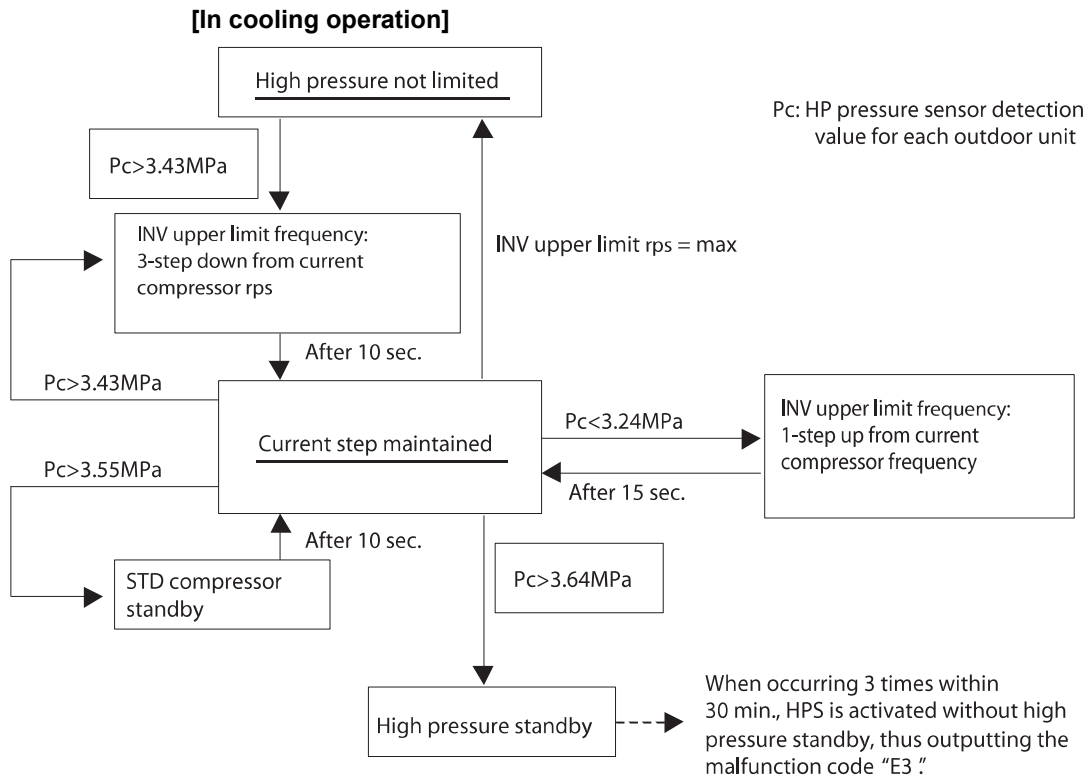 [In cooling operation]
High pressure not limited
Pc: HP pressure sensor detection
value for each outdoor unit
Pc>3.43MPa
INV upper limit frequency:
3-step down from current
compressor rps
INV upper limit rps = max
After 10 sec.
Pc>3.43MPa
Current step maintained
Pc<3.24MPa
After 15 sec.
INV upper limit frequency:
1-step up from current
compressor frequency
Pc>3.55MPa
After 10 sec.
STD compressor
standby
Pc>3.64MPa
High pressure standby
When occurring 3 times within
30 min., HPS is activated without high
pressure standby, thus outputting the
malfunction code “E3 .”